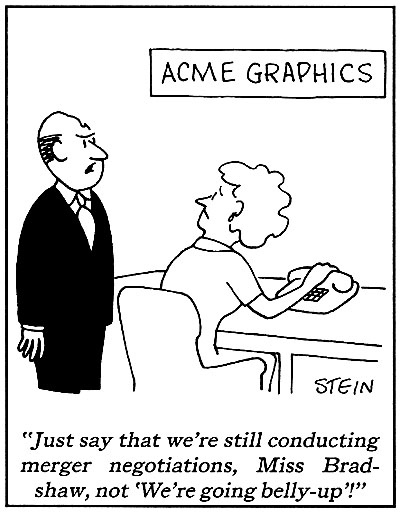 ACME GRAPHICS
STEIN
"Just say that we're still conducting
merger negotiations, Miss Brad-
shaw, not 'We're going belly-up'!"